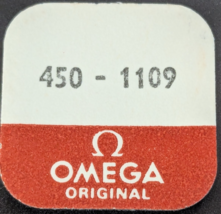 450 - 1109
Ω
OMEGA
ORIGINAL